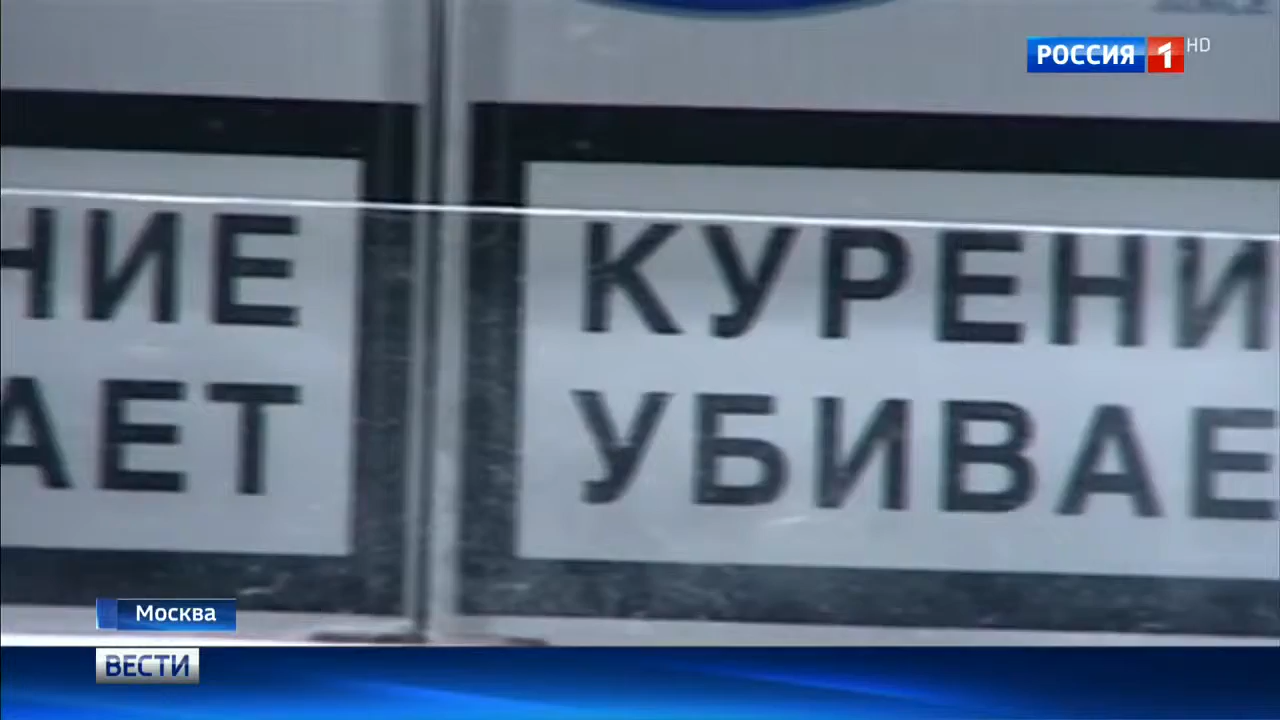 РОССИЯ 1 HD
НИЕ
АЕТ
КУРЕНИ
УБИВАЕ
Москва
ВЕСТИ